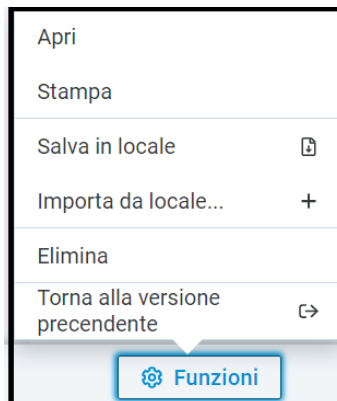 Apri
Stampa
Salva in locale
Importa da locale...
Elimina
Torna alla versione
precendente
Funzioni